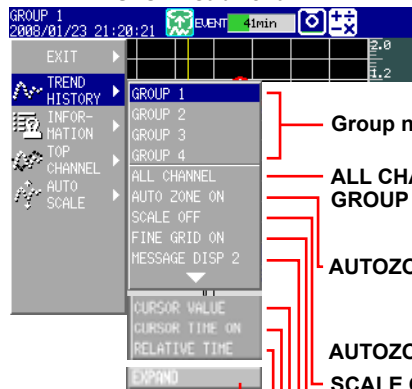 GROUP 1
2008/01/23 21:20:21 EVENT 41min
2.0
1.2
EXIT
TREND
HISTORY
INFOR-
MATION
TOP
CHANNEL
AUTO
SCALE
GROUP 1
GROUP 2
GROUP 3
GROUP 4
ALL CHANNEL
AUTO ZONE ON
SCALE OFF
FINE GRID ON
MESSAGE DISP 2
CURSOR VALUE
CURSOR TIME ON
RELATIVE TIME
EXPAND
Group n
ALL CHA
GROUP
AUTOZO
AUTOZO
SCALE